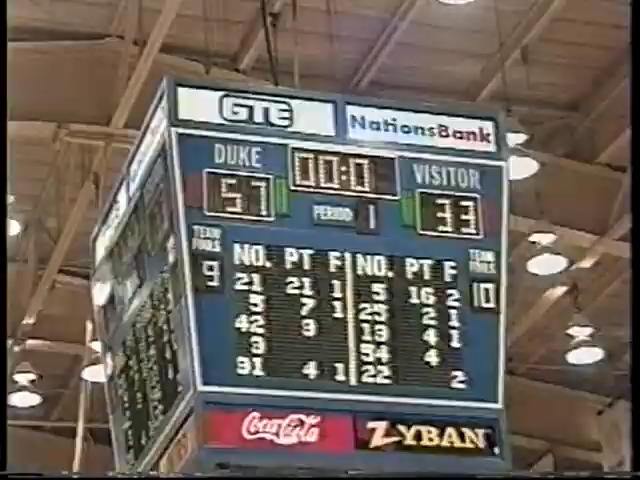 GTE NationsBank
DUKE 00:0 VISITOR
57 PERIOD 1 33
TEAM FOULS 9 TEAM FOULS 10
NO. PT F NO. PT F
21 21 1 5 16 2
5 7 1 25 2 1
42 3 13 4 1
3 54 4
31 4 1 22 2
Coca-Cola ZYBAN